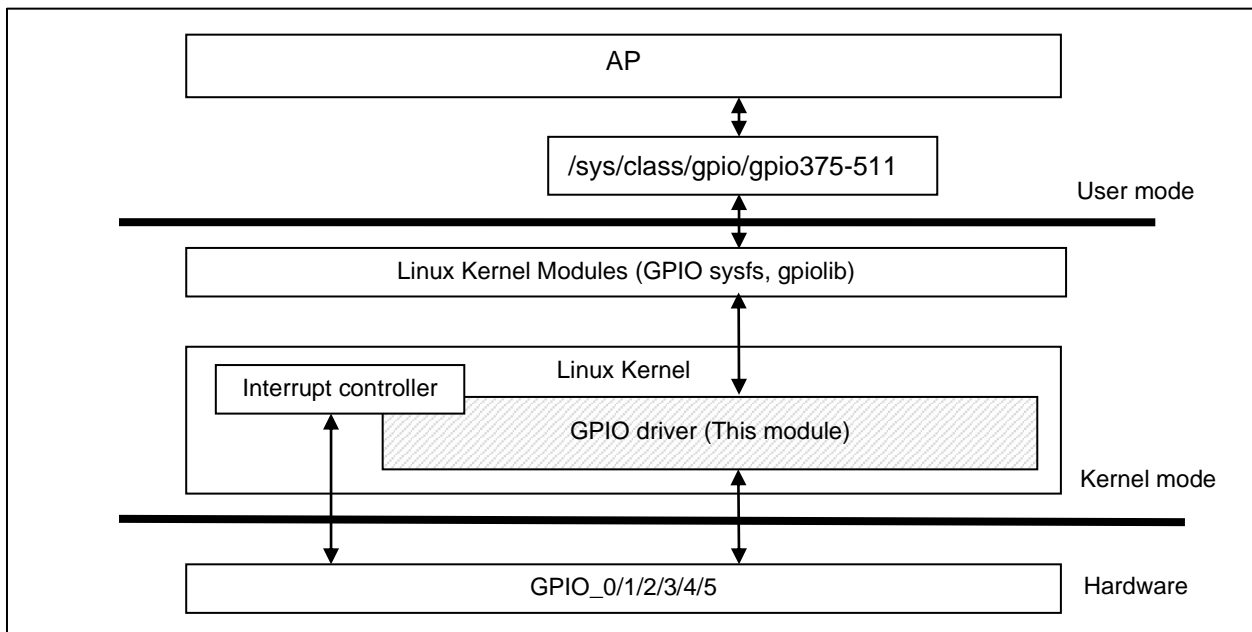 AP
/sys/class/gpio/gpio375-511
User mode
Linux Kernel Modules (GPIO sysfs, gpiolib)
Linux Kernel
Interrupt controller
GPIO driver (This module)
Kernel mode
GPIO_0/1/2/3/4/5
Hardware